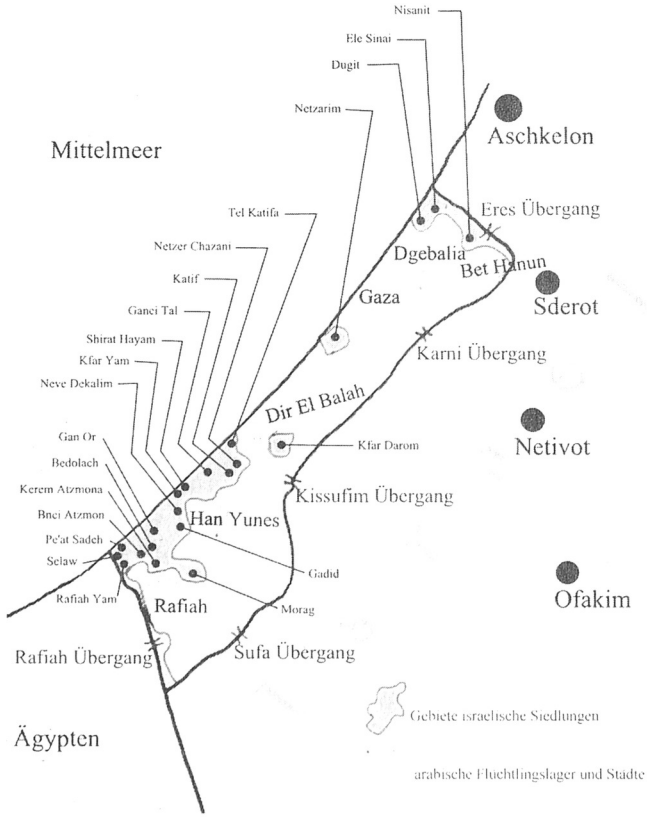 Nisanit
Ele Sinai
Dugit
Netzarim
Aschkelon
Mittelmeer
Tel Katifa
Eres Übergang
Netzer Chazani
Dgebalia
Bet Hanun
Katif
Gaza
Sderot
Ganei Tal
Shirat Hayam
Karni Übergang
Kfar Yam
Neve Dekalim
Dir El Balah
Netivot
Gan Or
Kfar Darom
Bedolach
Kerem Atzmona
Kissufim Übergang
Bnei Atzmon
Han Yunes
Pe'at Sadeh
Selaw
Gadid
Ofakim
Rafiah Yam
Rafiah
Morag
Rafiah Übergang
Sufa Übergang
Gebiete israelische Siedlungen
Ägypten
arabische Fluchtlingslager und Städte